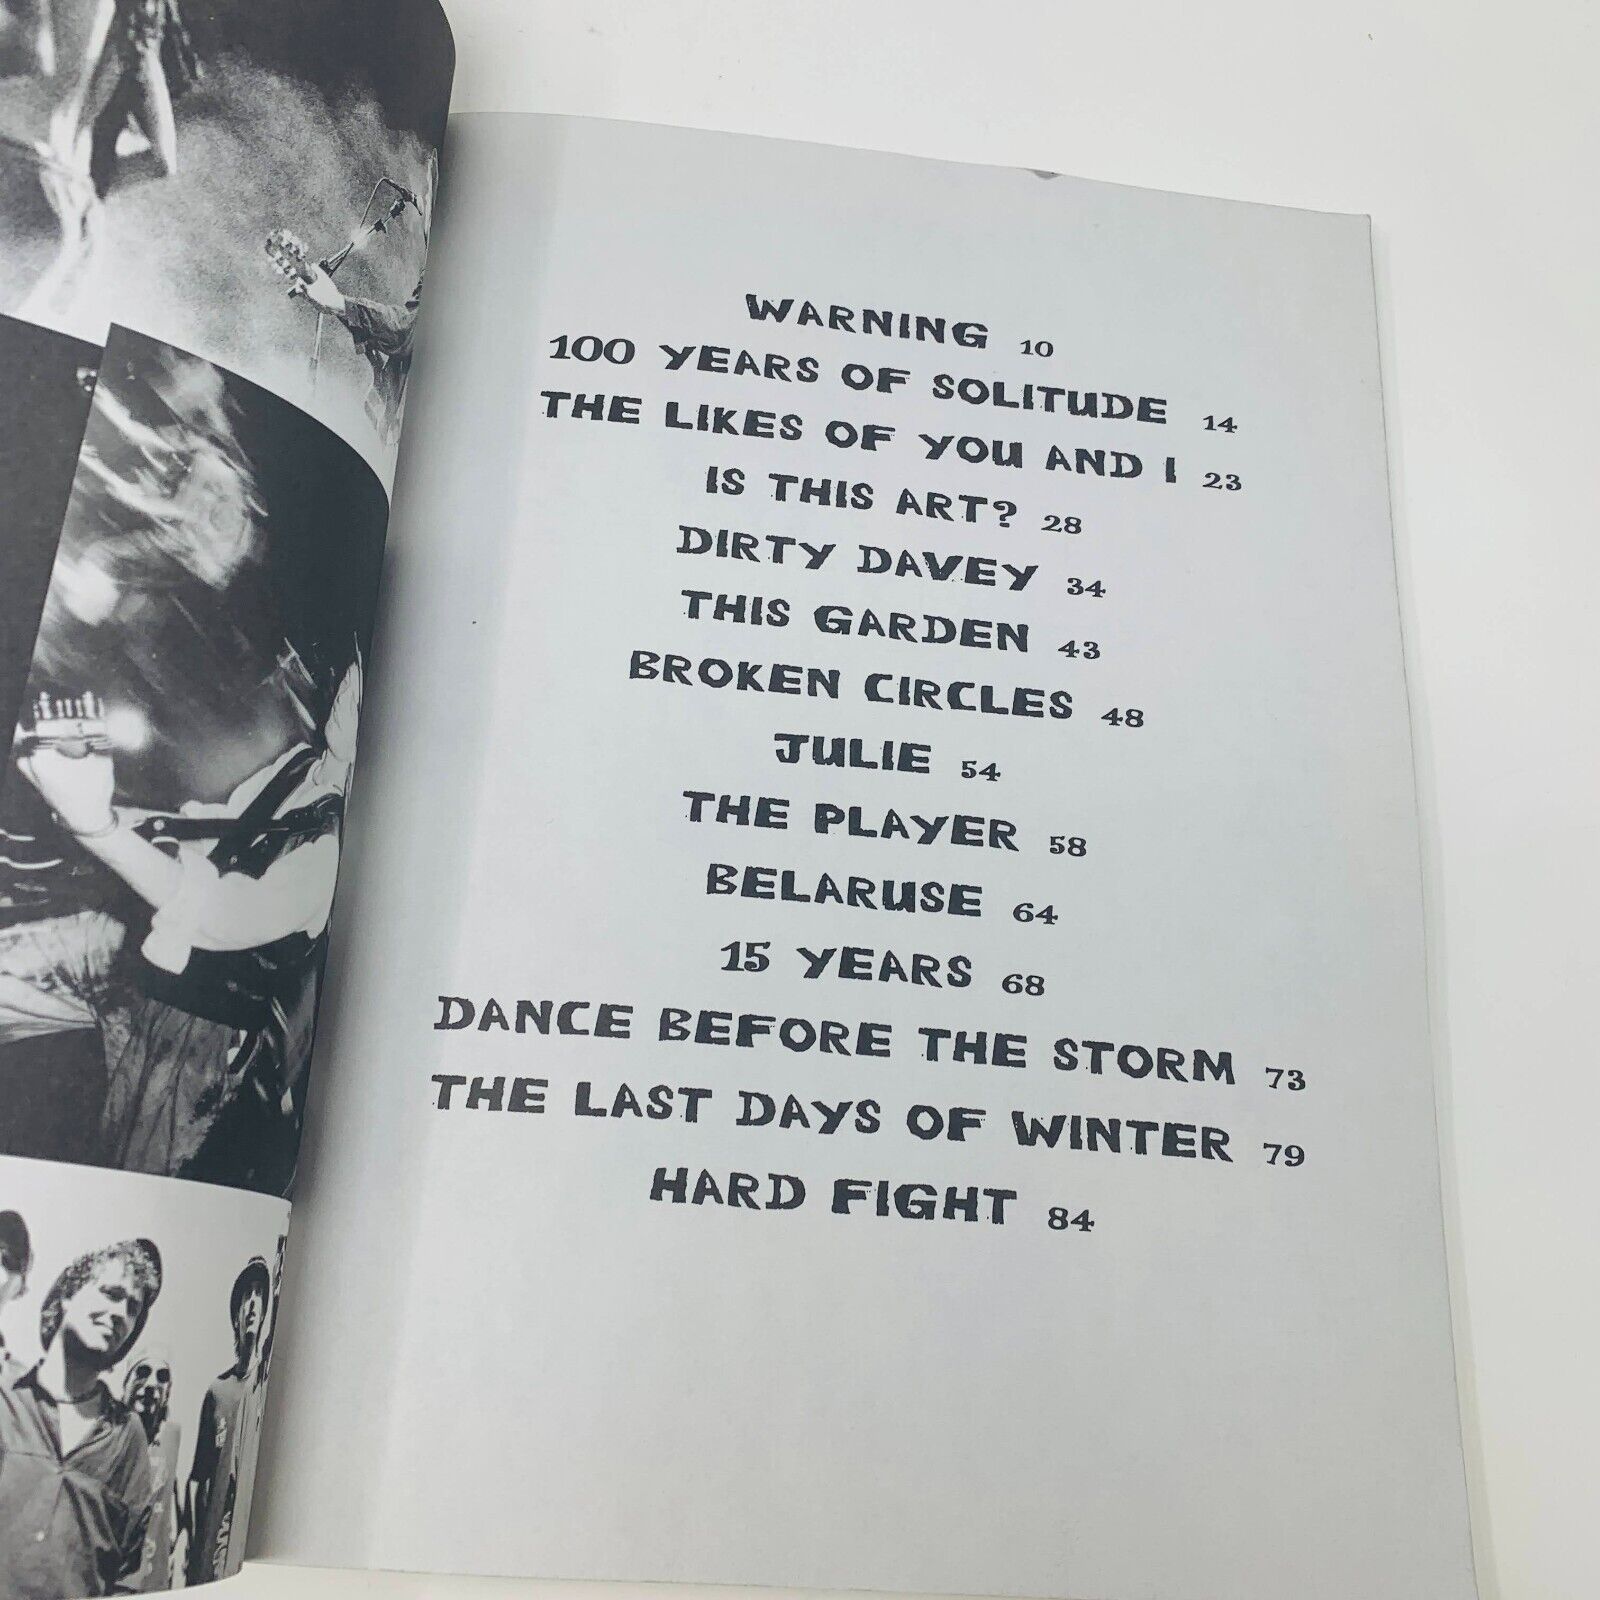 WARNING 10
100 YEARS OF SOLITUDE 14
THE LIKES OF YOU AND I 23
IS THIS ART? 28
DIRTY DAVEY 34
THIS GARDEN 43
BROKEN CIRCLES 48
JULIE 54
THE PLAYER 58
BELARUSE 64
15 YEARS 68
DANCE BEFORE THE STORM 73
THE LAST DAYS OF WINTER 79
HARD FIGHT 84